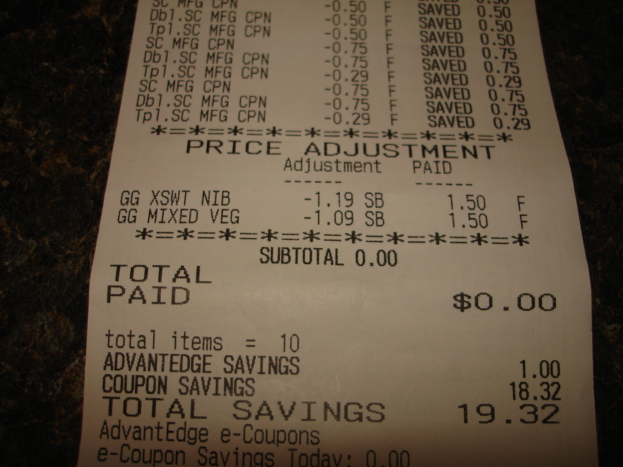 SC MFG CPN -0.50 F SAVED 0.50
Dbl.SC MFG CPN -0.50 F SAVED 0.50
Tpl.SC MFG CPN -0.50 F SAVED 0.50
SC MFG CPN -0.75 F SAVED 0.75
Dbl.SC MFG CPN -0.75 F SAVED 0.75
Tpl.SC MFG CPN -0.29 F SAVED 0.29
SC MFG CPN -0.75 F SAVED 0.75
Dbl.SC MFG CPN -0.75 F SAVED 0.75
Tpl.SC MFG CPN -0.29 F SAVED 0.29
*=*=*=*=*=*=*=*=*=*
PRICE ADJUSTMENT
Adjustment PAID
------ ------
GG XSWT NIB -1.19 SB 1.50 F
GG MIXED VEG -1.09 SB 1.50 F
*=*=*=*=*=*=*=*=*=*=*
SUBTOTAL 0.00
TOTAL
PAID $0.00
total items = 10
ADVANTEDGE SAVINGS 1.00
COUPON SAVINGS 18.32
TOTAL SAVINGS 19.32
AdvantEdge e-Coupons
e-Coupon Savings Today: 0.00